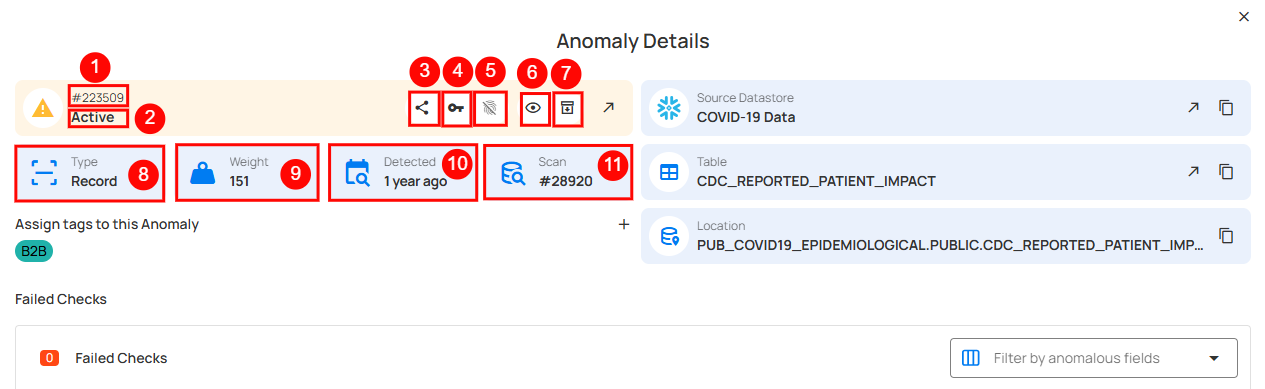 Anomaly Details
1
3
4
5
6
7
#223509
Active
2
Source Datastore
COVID-19 Data
Type
Record
8
Weight
151
9
Detected
1 year ago
10
Scan
#28920
11
Table
CDC_REPORTED_PATIENT_IMPACT
Assign tags to this Anomaly
B2B
Location
PUB_COVID19_EPIDEMIOLOGICAL.PUBLIC.CDC_REPORTED_PATIENT_IMP...
Failed Checks
0 Failed Checks
Filter by anomalous fields